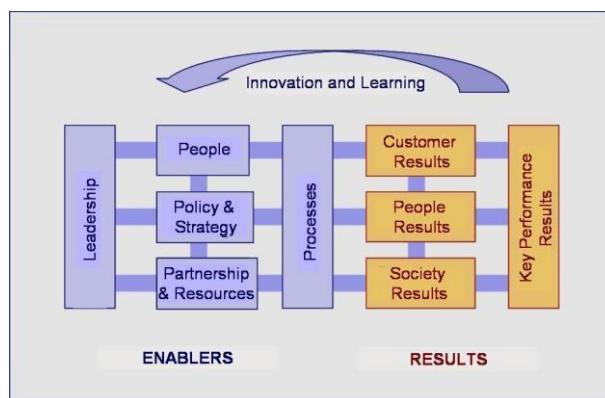 Innovation and Learning
Leadership
People
Policy &
Strategy
Partnership
& Resources
Processes
Customer
Results
People
Results
Society
Results
Key Performance
Results
ENABLERS
RESULTS